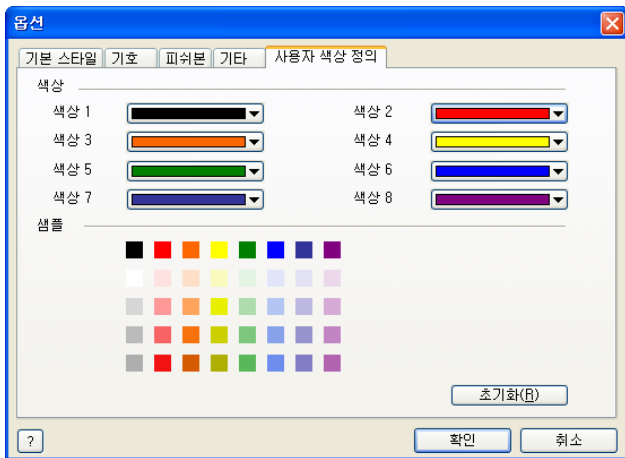 옵션
기본 스타일 기호 피쉬본 기타 사용자 색상 정의
색상
색상 1 색상 2
색상 3 색상 4
색상 5 색상 6
색상 7 색상 8
샘플
초기화(R)
? 확인 취소